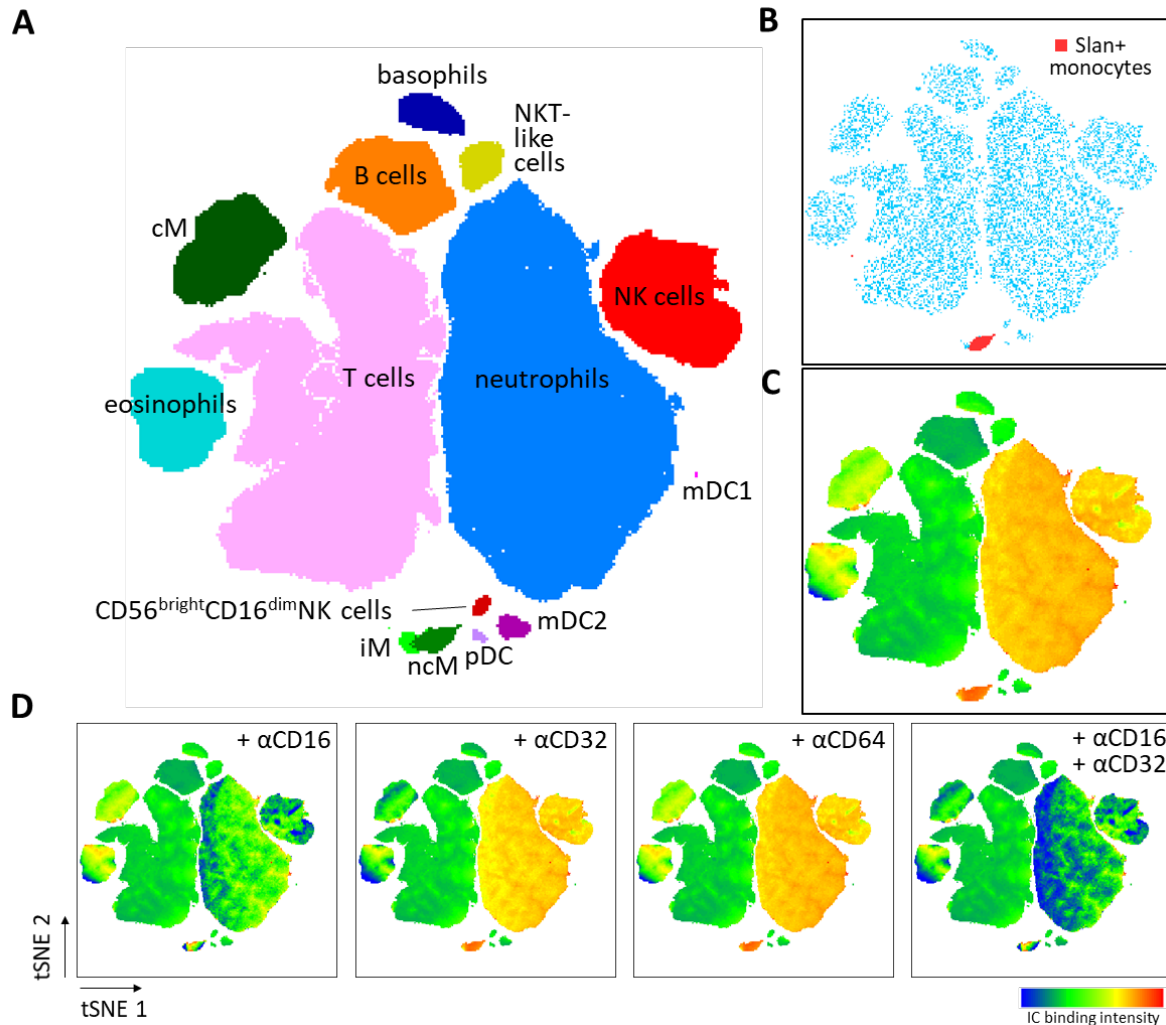 A
basophils
NKT-
like
cells
B cells
cM
NK cells
T cells
neutrophils
eosinophils
mDC1
CD56brightCD16dimNK cells
mDC2
iM
pDC
ncM
B
Slan+
monocytes
C
D
+ αCD16
+ αCD32
+ αCD64
+ αCD16
+ αCD32
tSNE 2
tSNE 1
IC binding intensity